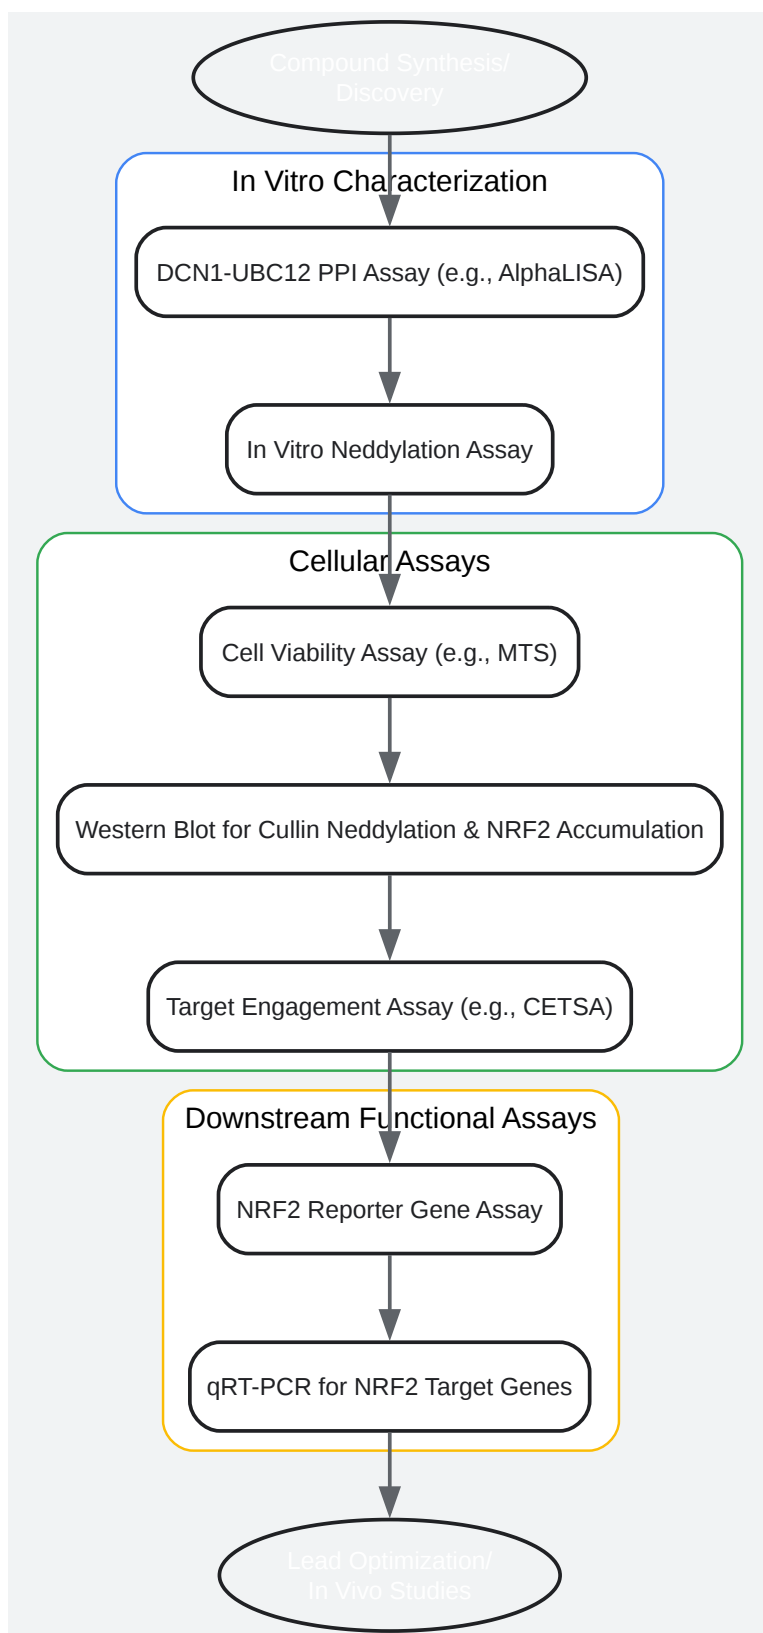 Compound Synthesis/
Discovery
In Vitro Characterization
DCN1-UBC12 PPI Assay (e.g., AlphaLISA)
In Vitro Neddylation Assay
Cellular Assays
Cell Viability Assay (e.g., MTS)
Western Blot for Cullin Neddylation & NRF2 Accumulation
Target Engagement Assay (e.g., CETSA)
Downstream Functional Assays
NRF2 Reporter Gene Assay
qRT-PCR for NRF2 Target Genes
Lead Optimization/
In Vivo Studies